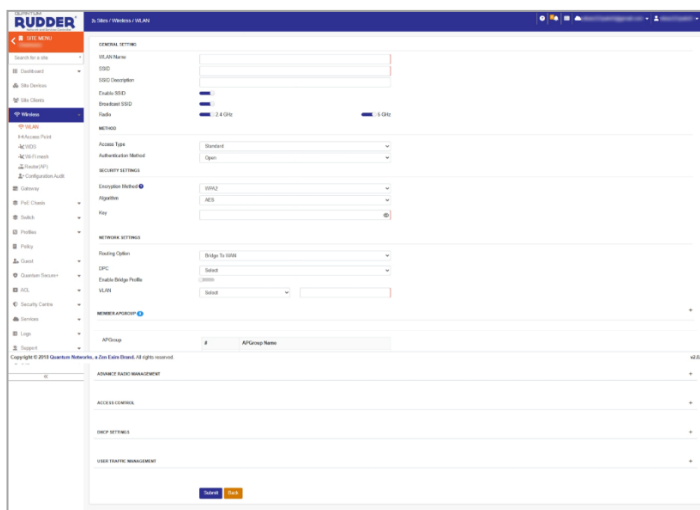 QUANTUM
RUDDER
Sites / Wireless / WLAN
SITE MENU
Search for a site
Dashboard
Site Devices
Site Clients
Wireless
WLAN
Access Point
WDS
Router(RF)
Configuration Audit
Gateway
PoE Chests
Switch
Profiles
Policy
Guest
Quantum Secure+
ACL
Security Centre
Services
Logs
Support
GENERAL SETTING
WLAN Name
SSID
SSID Description
Enable SSID
Broadcast SSID
Radio 2.4 GHz 5 GHz
METHOD
Access Type Standard
Authentication Method Open
SECURITY SETTINGS
Encryption Method WPA2
Algorithm AES
Key
NETWORK SETTINGS
Routing Option Bridge To WAN
DPC Select
Enable Bridge Profile
VLAN Select
MEMBER APGROUP
APGroup # APGroup Name
Copyright © 2018 Quantum Networks, a Zen Exim Brand. All rights reserved.
ADVANCE RADIO MANAGEMENT
ACCESS CONTROL
DHCP SETTINGS
USER TRAFFIC MANAGEMENT
Submit Back